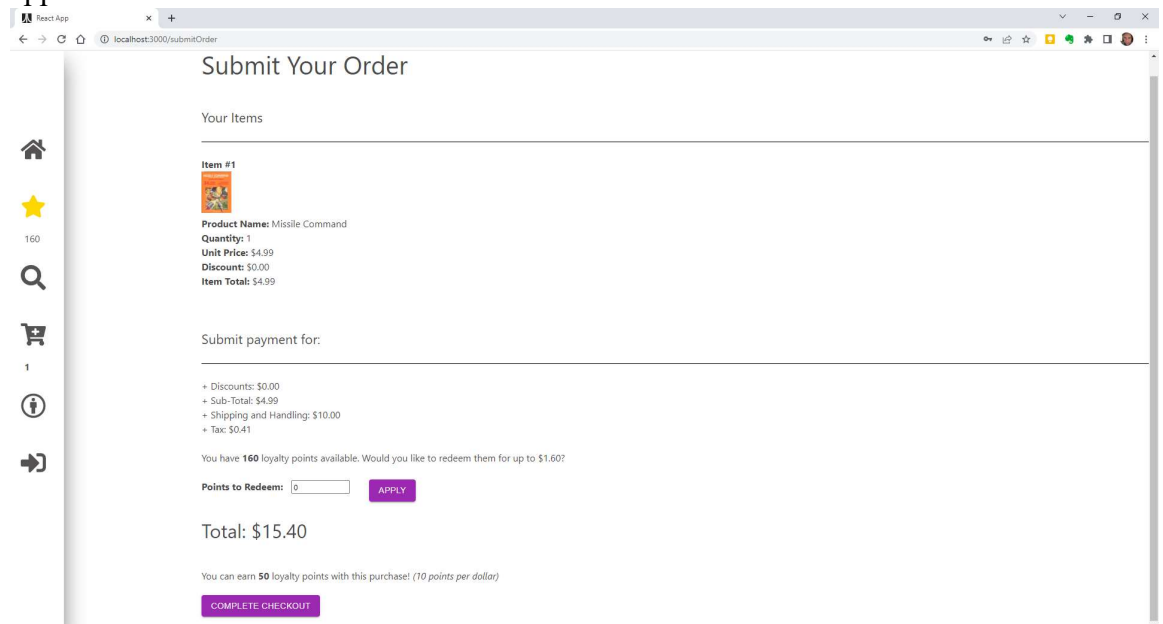 React App
localhost:3000/submitOrder
Submit Your Order
Your Items
Item #1
Product Name: Missile Command
Quantity: 1
Unit Price: $4.99
Discount: $0.00
Item Total: $4.99
160
1
Submit payment for:
+ Discounts: $0.00
+ Sub-Total: $4.99
+ Shipping and Handling: $10.00
+ Tax: $0.41
You have 160 loyalty points available. Would you like to redeem them for up to $1.60?
Points to Redeem: 0 APPLY
Total: $15.40
You can earn 50 loyalty points with this purchase! (10 points per dollar)
COMPLETE CHECKOUT